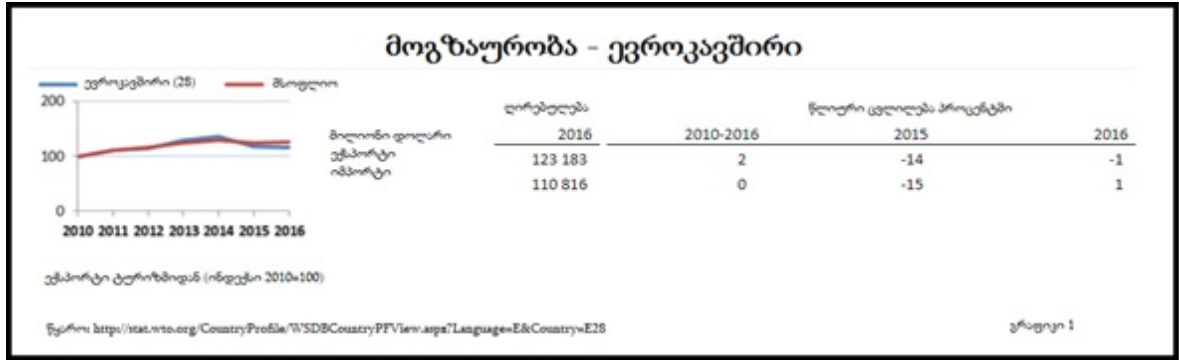 მოგზაურობა - ევროკავშირი
ევროკავშირი (28) მსოფლიო
200
100
0
2010 2011 2012 2013 2014 2015 2016
ღირებულება წლიური ცვლილება პროცენტში
მილიონი დოლარი 2016 2010-2016 2015 2016
ექსპორტი 123 183 2 -14 -1
იმპორტი 110 816 0 -15 1
ექსპორტი ტურიზმიდან (ინდექსი 2010=100)
წყარო: http://stat.wto.org/CountryProfile/WSDBCountryPFView.aspx?Language=E&Country=E28
გრაფიკი 1